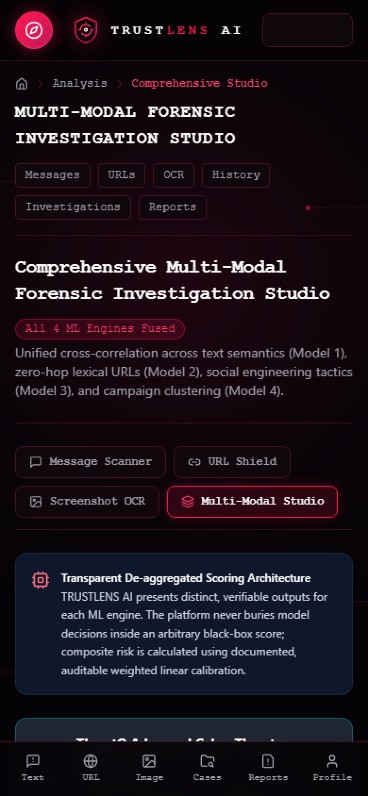 TRUSTLENS AI
Analysis
Comprehensive Studio
MULTI-MODAL FORENSIC
INVESTIGATION STUDIO
Messages
URLs
OCR
History
Investigations
Reports
Comprehensive Multi-Modal
Forensic Investigation Studio
All 4 ML Engines Fused
Unified cross-correlation across text semantics (Model 1),
zero-hop lexical URLs (Model 2), social engineering tactics
(Model 3), and campaign clustering (Model 4).
Message Scanner
URL Shield
Screenshot OCR
Multi-Modal Studio
Transparent De-aggregated Scoring Architecture
TRUSTLENS AI presents distinct, verifiable outputs for
each ML engine. The platform never buries model
decisions inside an arbitrary black-box score;
composite risk is calculated using documented,
auditable weighted linear calibration.
Text
URL
Image
Cases
Reports
Profile